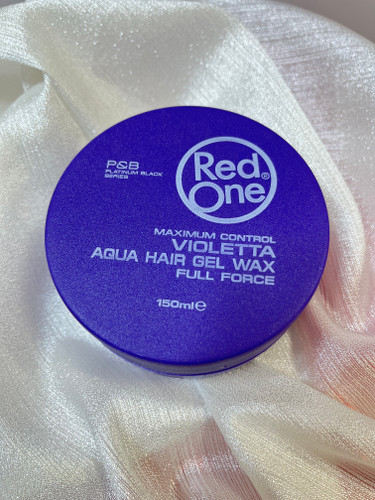 P&B
PLATINUM BLACK
SERIES
Red
One®
MAXIMUM CONTROL
VIOLETTA
AQUA HAIR GEL WAX
FULL FORCE
150ml℮